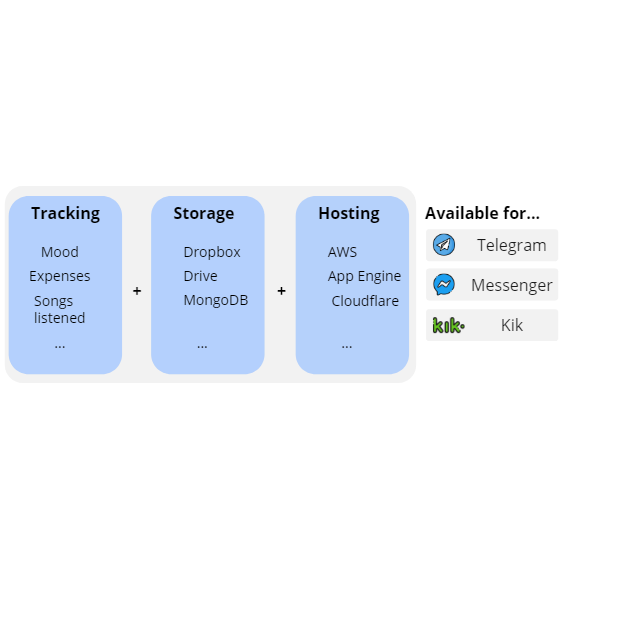 Tracking
Mood
Expenses
Songs
listened
...
+
Storage
Dropbox
Drive
MongoDB
...
+
Hosting
AWS
App Engine
Cloudflare
...
Available for...
Telegram
Messenger
kik
Kik